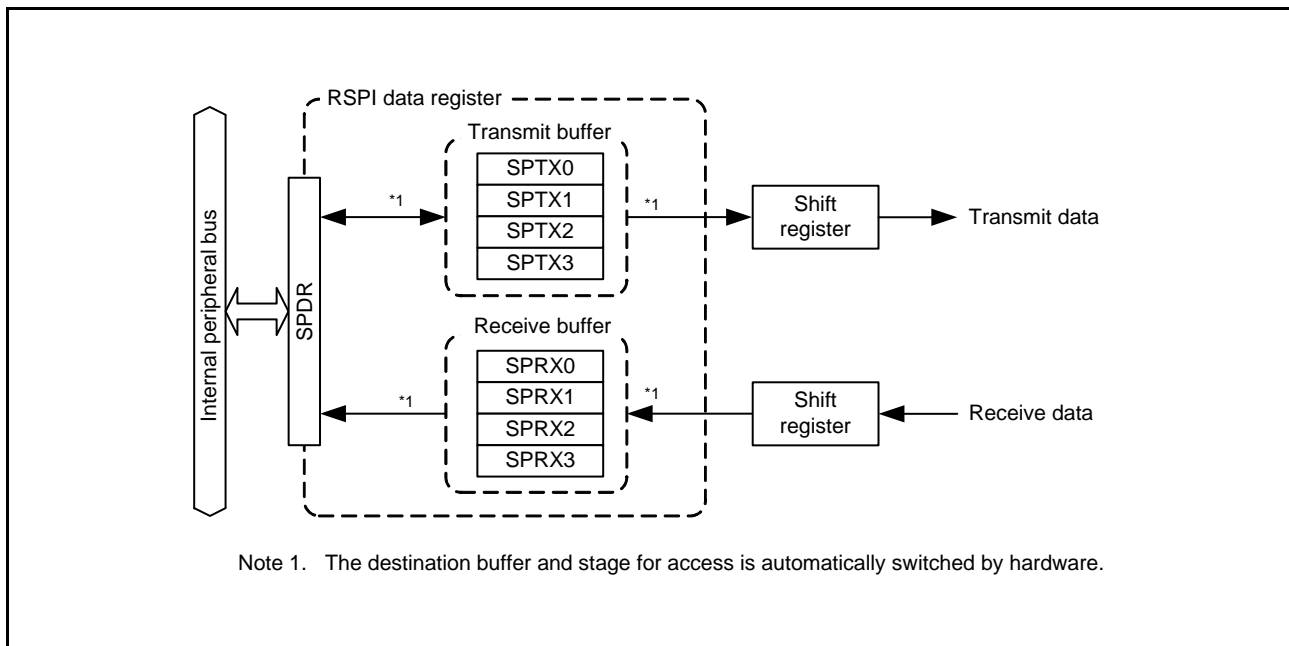 RSPI data register
Transmit buffer
SPTX0
SPTX1
SPTX2
SPTX3
*1
*1
Shift
register
Transmit data
Internal peripheral bus
SPDR
Receive buffer
SPRX0
SPRX1
SPRX2
SPRX3
*1
*1
Shift
register
Receive data
Note 1. The destination buffer and stage for access is automatically switched by hardware.